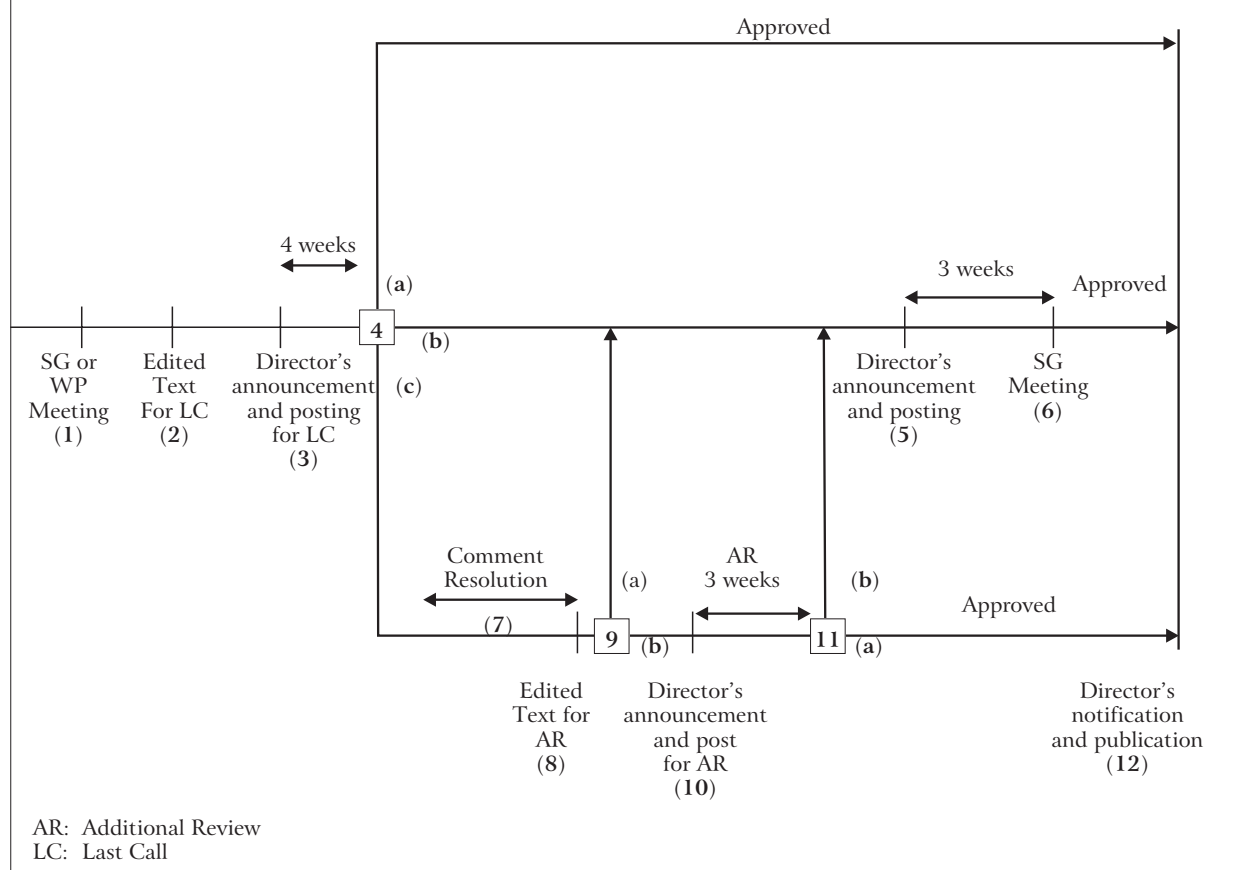 Approved
4 weeks
(a)
4
(b)
(c)
3 weeks
Approved
SG or
WP
Meeting
(1)
Edited
Text
For LC
(2)
Director’s
announcement
and posting
for LC
(3)
Director’s
announcement
and posting
(5)
SG
Meeting
(6)
Comment
Resolution
(7)
(a)
9
(b)
AR
3 weeks
(b)
11
(a)
Approved
Edited
Text for
AR
(8)
Director’s
announcement
and post
for AR
(10)
Director’s
notification
and publication
(12)
AR: Additional Review
LC: Last Call